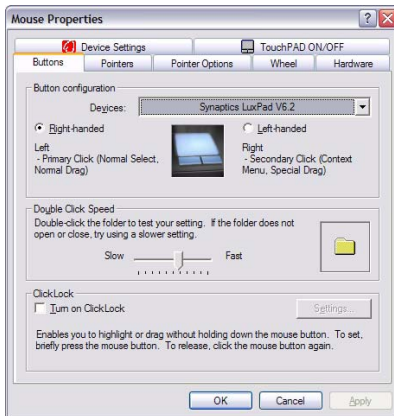 Mouse Properties
Device Settings TouchPAD ON/OFF
Buttons Pointers Pointer Options Wheel Hardware
Button configuration
Devices: Synaptics LuxPad V6.2
Right-handed Left-handed
Left
- Primary Click (Normal Select,
Normal Drag)
Right
- Secondary Click (Context
Menu, Special Drag)
Double Click Speed
Double-click the folder to test your setting. If the folder does not
open or close, try using a slower setting.
Slow Fast
ClickLock
Turn on ClickLock Settings...
Enables you to highlight or drag without holding down the mouse button. To set,
briefly press the mouse button. To release, click the mouse button again.
OK Cancel Apply